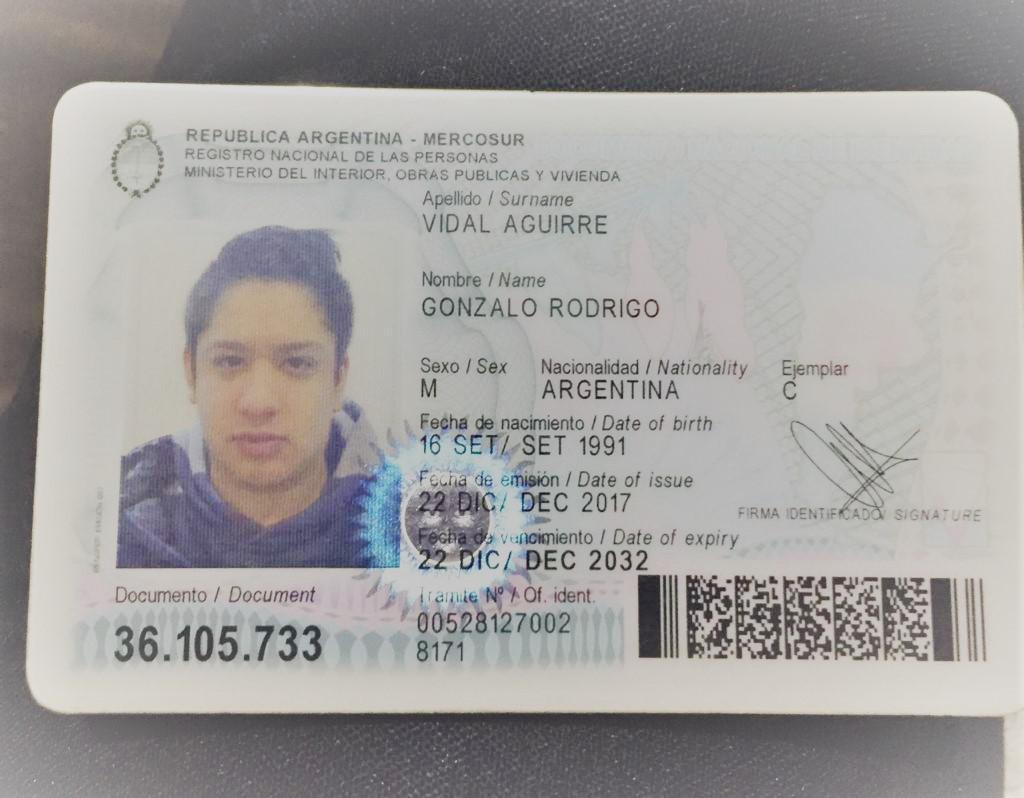 REPUBLICA ARGENTINA - MERCOSUR
REGISTRO NACIONAL DE LAS PERSONAS
MINISTERIO DEL INTERIOR, OBRAS PUBLICAS Y VIVIENDA
Apellido / Surname
VIDAL AGUIRRE
Nombre / Name
GONZALO RODRIGO
Sexo / Sex Nacionalidad / Nationality Ejemplar
M ARGENTINA C
Fecha de nacimiento / Date of birth
16 SET/ SET 1991
Fecha de emisión / Date of issue
22 DIC/ DEC 2017
FIRMA IDENTIFICADO/ SIGNATURE
Fecha de vencimiento / Date of expiry
22 DIC/ DEC 2032
Documento / Document Tramite Nº / Of. ident.
36.105.733 00528127002
8171